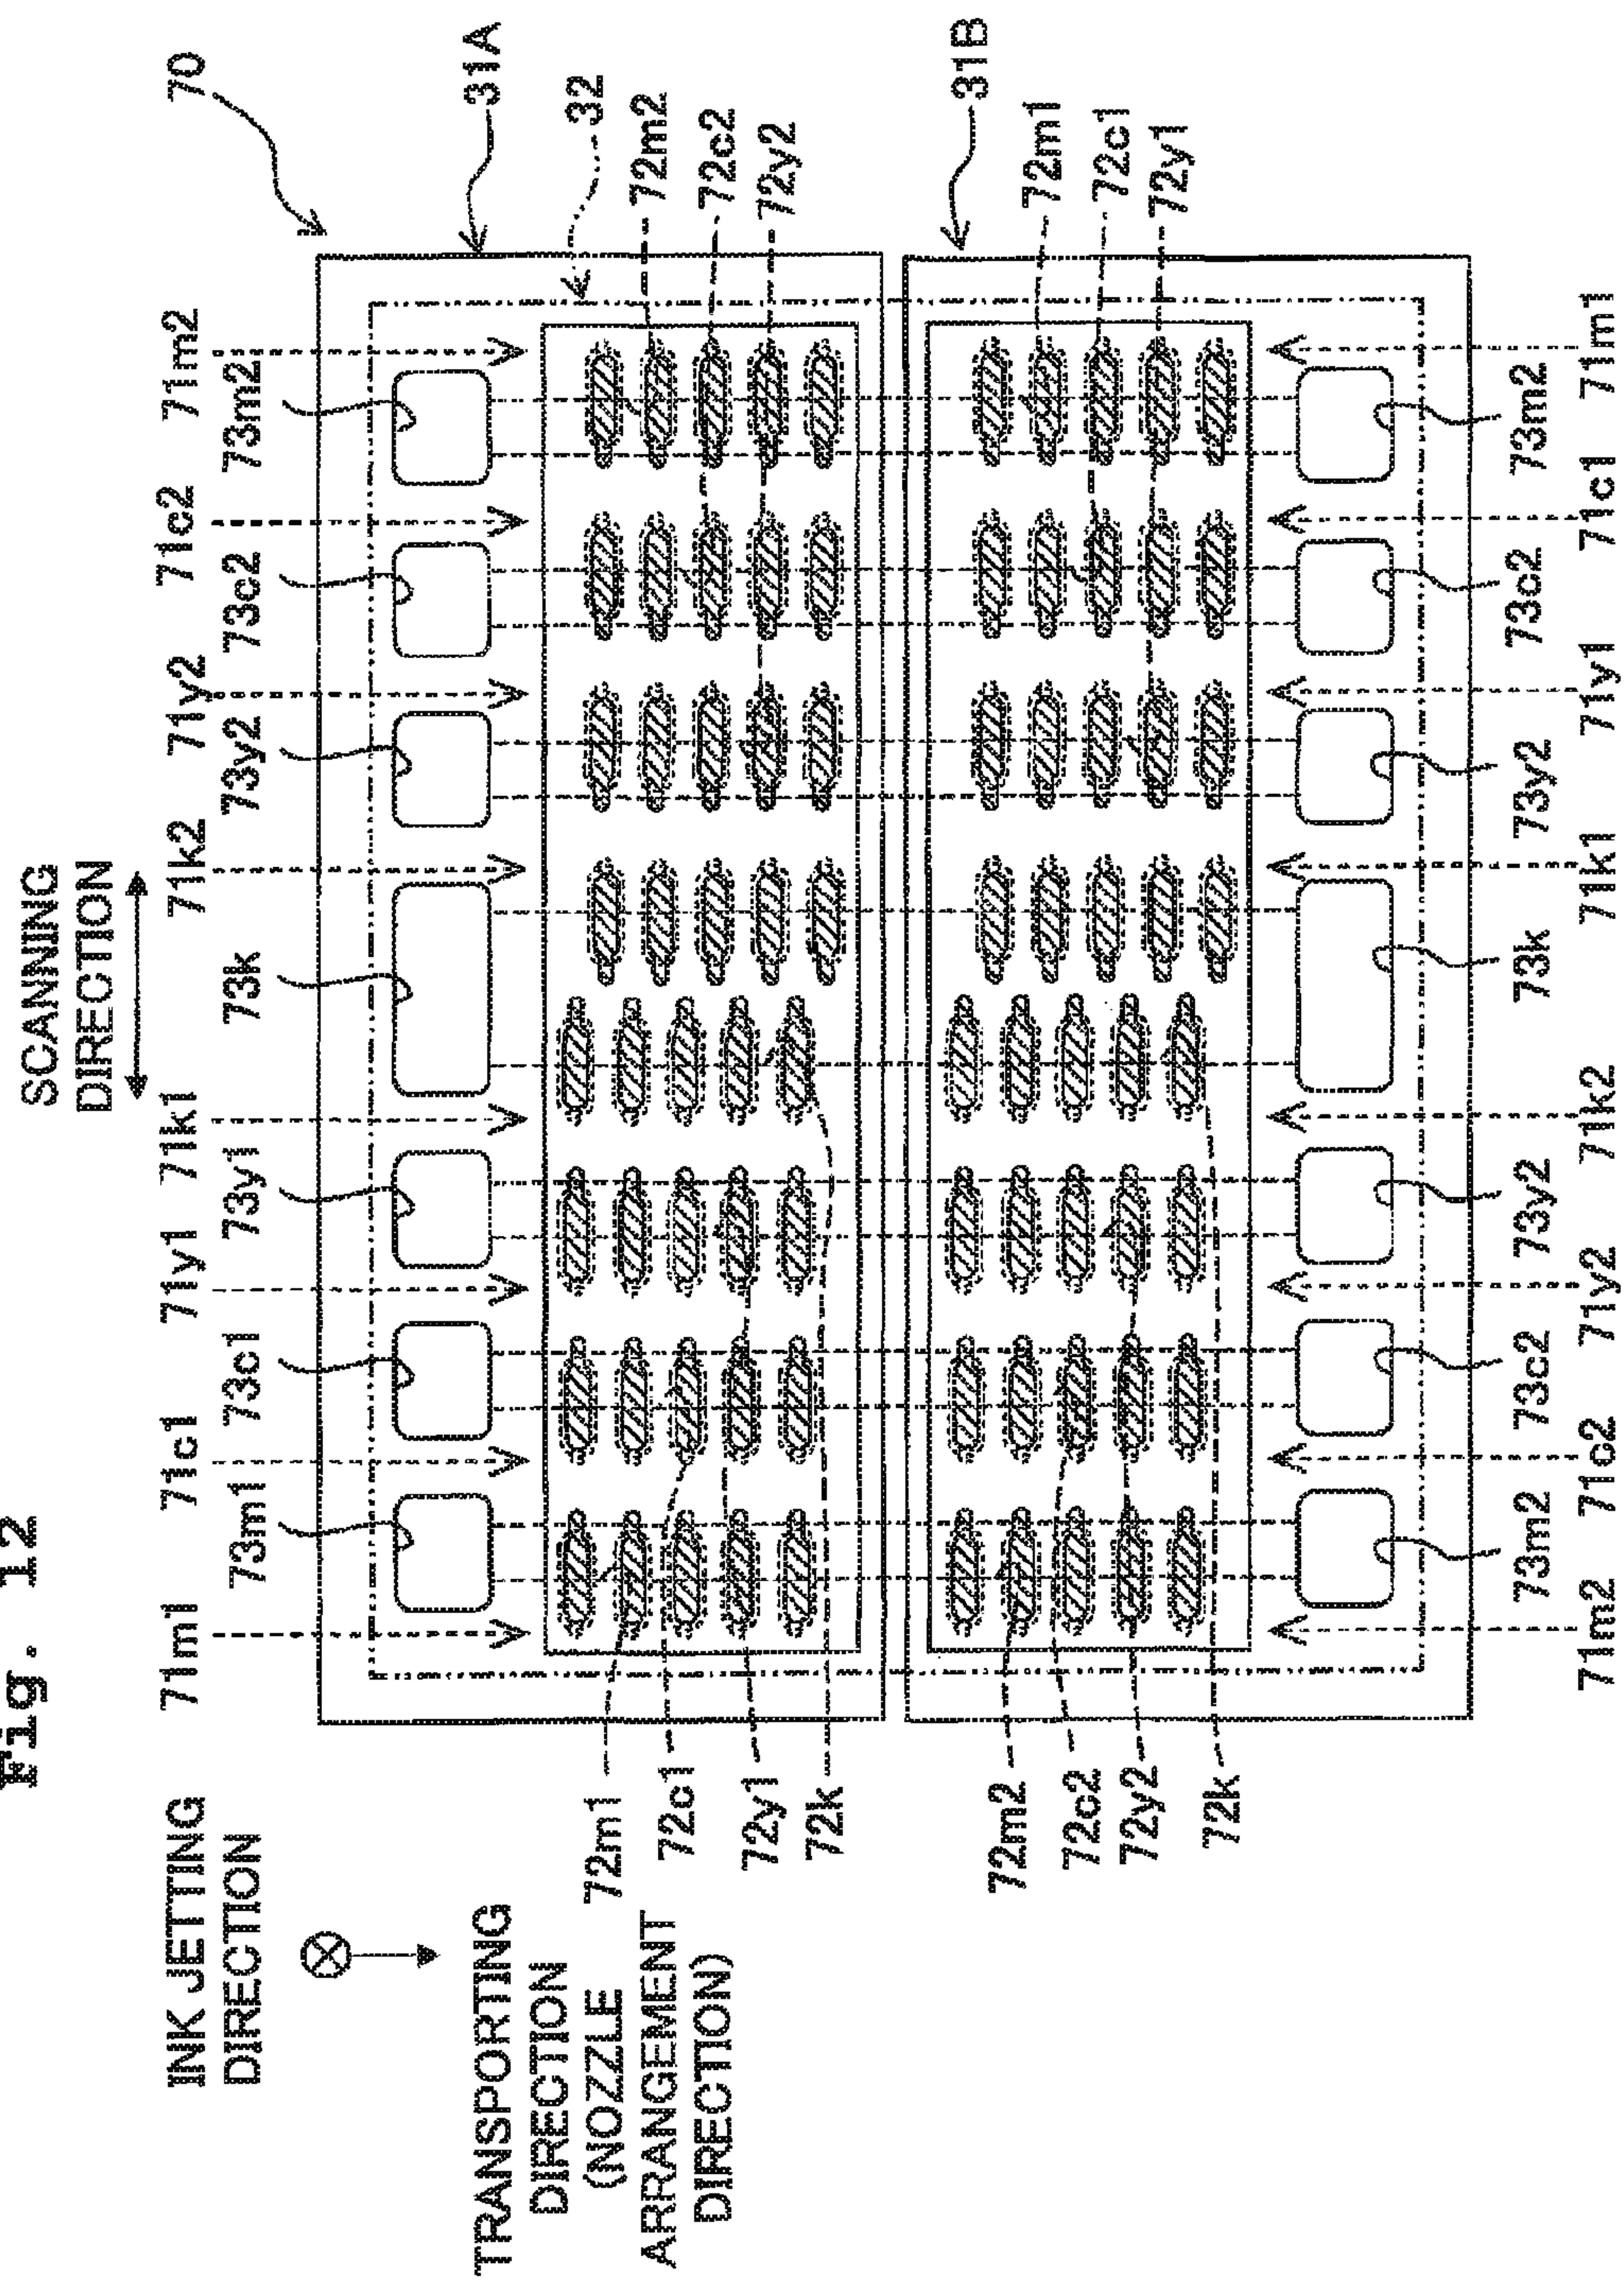 Fig. 12
SCANNING
DIRECTION
INK JETTING
DIRECTION
TRANSPORTING
DIRECTION
(NOZZLE
ARRANGEMENT
DIRECTION)
70
31A
32
31B
71m1
71c1
71y1
71k1
71k2
71y2
71c2
71m2
73m1
73c1
73y1
73k
73y2
73c2
73m2
72m2
72c2
72y2
72m1
72c1
72y1
72m1
72c1
72y1
72k
72m2
72c2
72y2
72k
73m2
73c2
73y2
73k
73y2
73c2
73m2
71m2
71c2
71y2
71k2
71k1
71y1
71c1
71m1